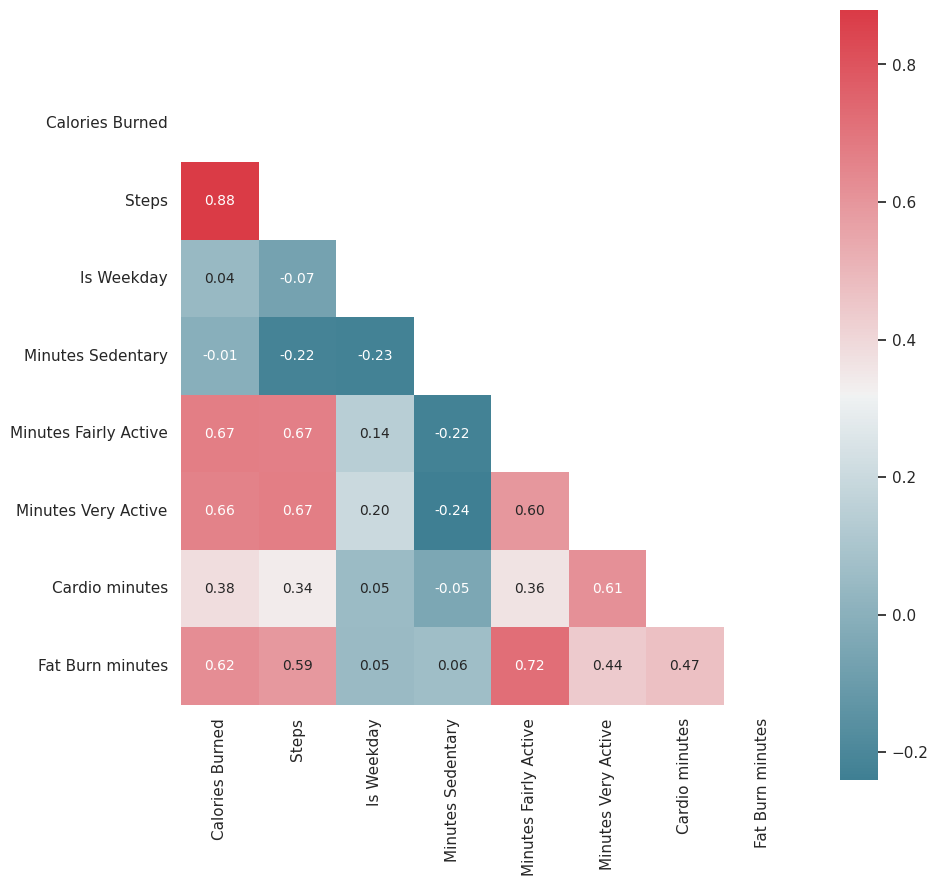 0.8
Calories Burned
Steps 0.88
0.6
Is Weekday 0.04 -0.07
Minutes Sedentary -0.01 -0.22 -0.23
0.4
Minutes Fairly Active 0.67 0.67 0.14 -0.22
0.2
Minutes Very Active 0.66 0.67 0.20 -0.24 0.60
Cardio minutes 0.38 0.34 0.05 -0.05 0.36 0.61
0.0
Fat Burn minutes 0.62 0.59 0.05 0.06 0.72 0.44 0.47
−0.2
Calories Burned
Steps
Is Weekday
Minutes Sedentary
Minutes Fairly Active
Minutes Very Active
Cardio minutes
Fat Burn minutes